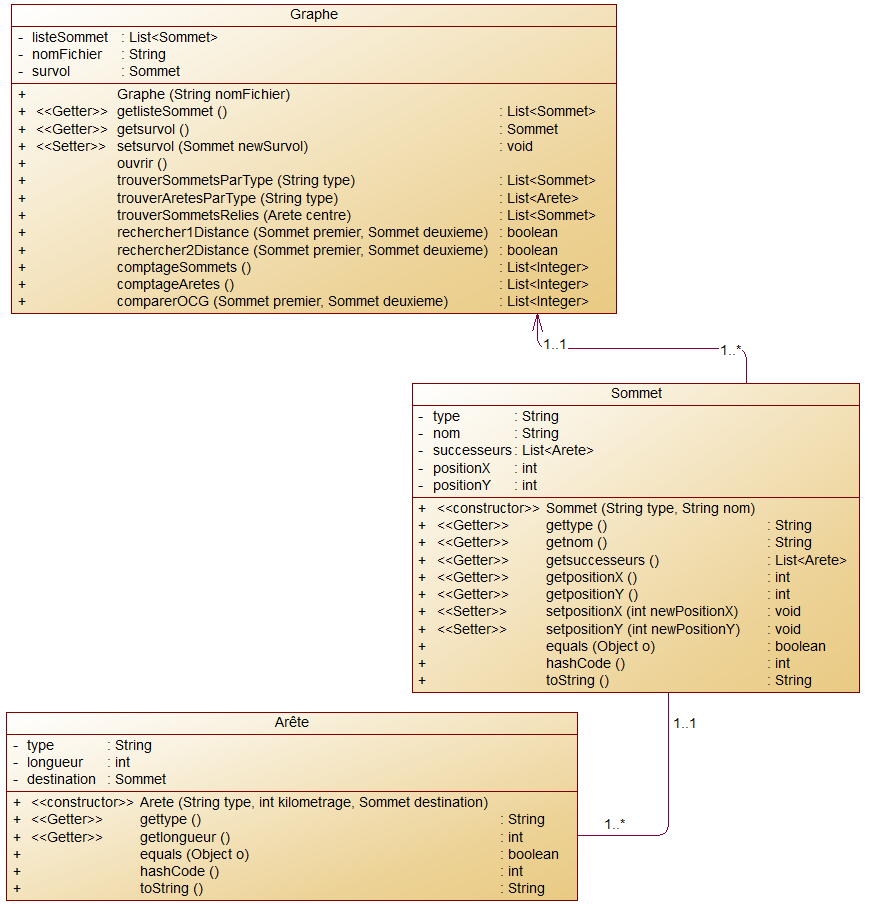 Graphe
- listeSommet : List<Sommet>
- nomFichier : String
- survol : Sommet
+ Graphe (String nomFichier)
+ <<Getter>> getlisteSommet () : List<Sommet>
+ <<Getter>> getsurvol () : Sommet
+ <<Setter>> setsurvol (Sommet newSurvol) : void
+ ouvrir ()
+ trouverSommetsParType (String type) : List<Sommet>
+ trouverAretesParType (String type) : List<Arete>
+ trouverSommetsRelies (Arete centre) : List<Sommet>
+ rechercher1Distance (Sommet premier, Sommet deuxieme) : boolean
+ rechercher2Distance (Sommet premier, Sommet deuxieme) : boolean
+ comptageSommets () : List<Integer>
+ comptageAretes () : List<Integer>
+ comparerOCG (Sommet premier, Sommet deuxieme) : List<Integer>
1..1
1..*
Sommet
- type : String
- nom : String
- successeurs : List<Arete>
- positionX : int
- positionY : int
+ <<constructor>> Sommet (String type, String nom)
+ <<Getter>> gettype () : String
+ <<Getter>> getnom () : String
+ <<Getter>> getsuccesseurs () : List<Arete>
+ <<Getter>> getpositionX () : int
+ <<Getter>> getpositionY () : int
+ <<Setter>> setpositionX (int newPositionX) : void
+ <<Setter>> setpositionY (int newPositionY) : void
+ equals (Object o) : boolean
+ hashCode () : int
+ toString () : String
1..1
1..*
Arête
- type : String
- longueur : int
- destination : Sommet
+ <<constructor>> Arete (String type, int kilometrage, Sommet destination)
+ <<Getter>> gettype () : String
+ <<Getter>> getlongueur () : int
+ equals (Object o) : boolean
+ hashCode () : int
+ toString () : String